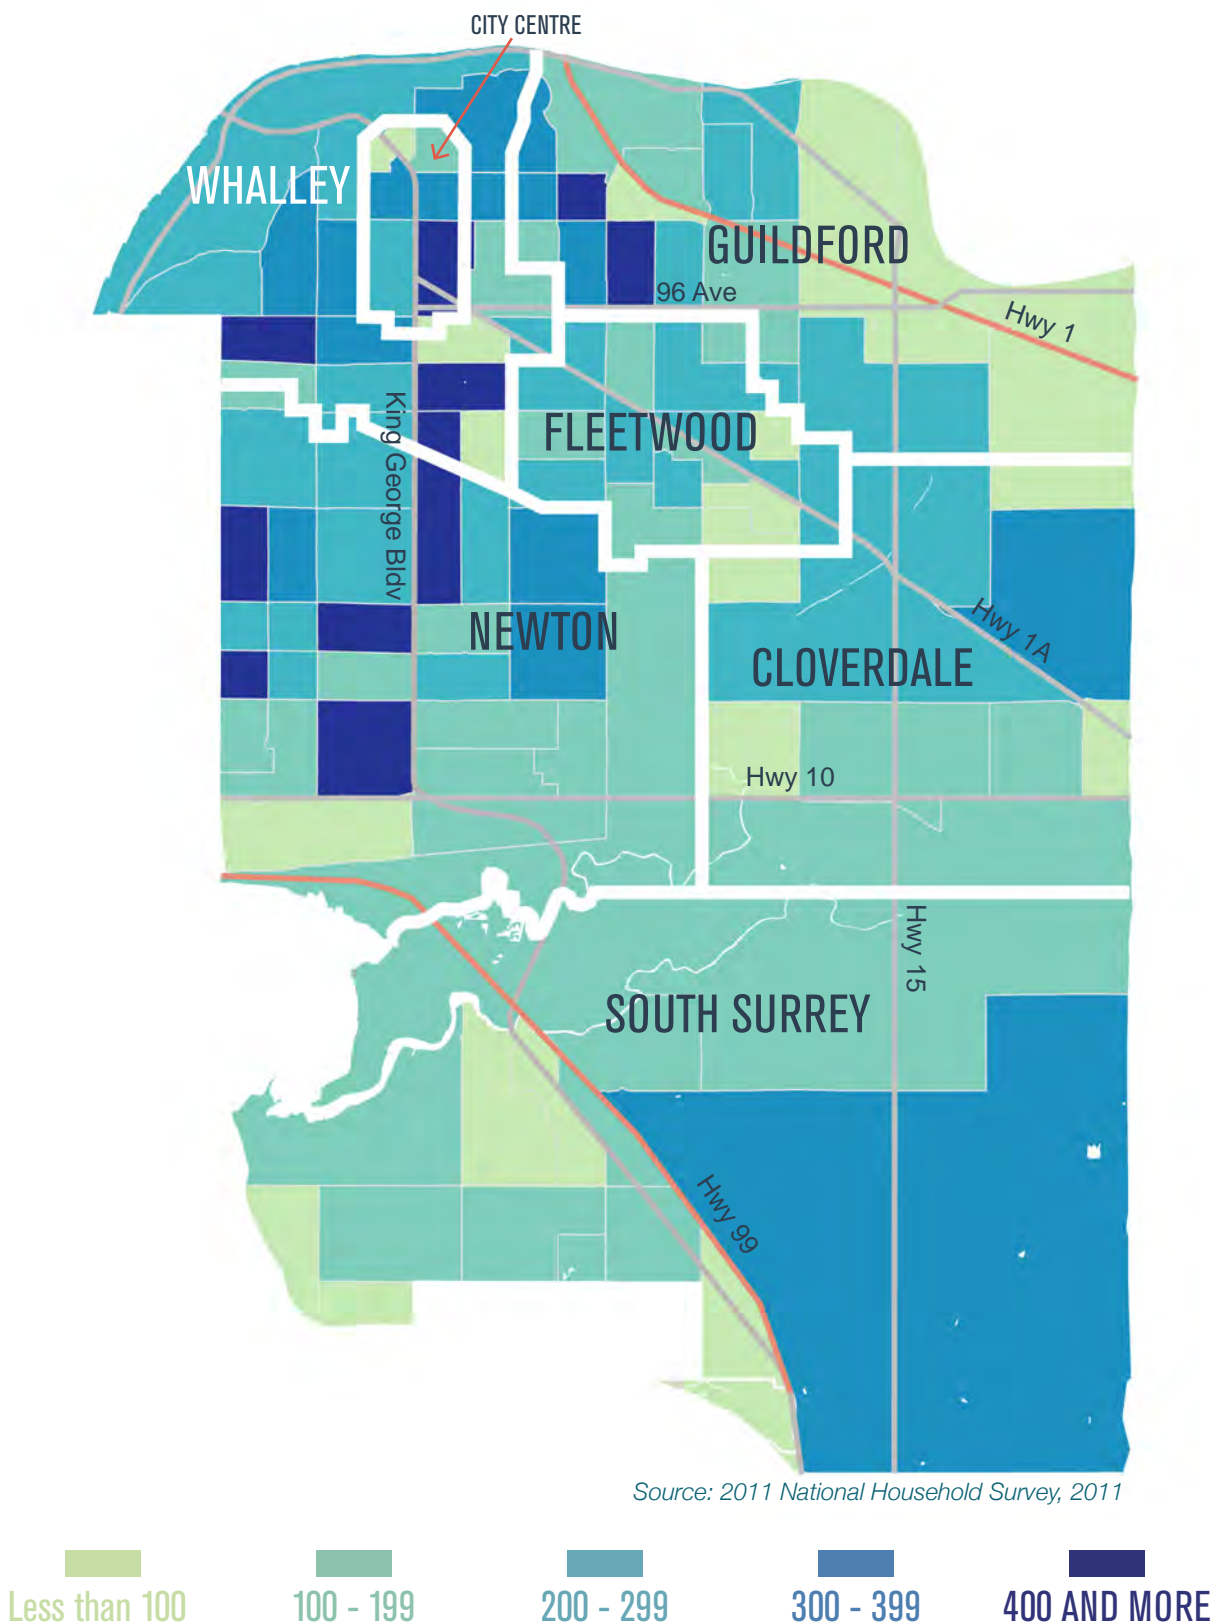 CITY CENTRE
WHALLEY
GUILDFORD
96 Ave
Hwy 1
King George Bldv
FLEETWOOD
NEWTON
Hwy 1A
CLOVERDALE
Hwy 10
Hwy 15
SOUTH SURREY
Hwy 99
Source: 2011 National Household Survey, 2011
Less than 100
100 - 199
200 - 299
300 - 399
400 AND MORE